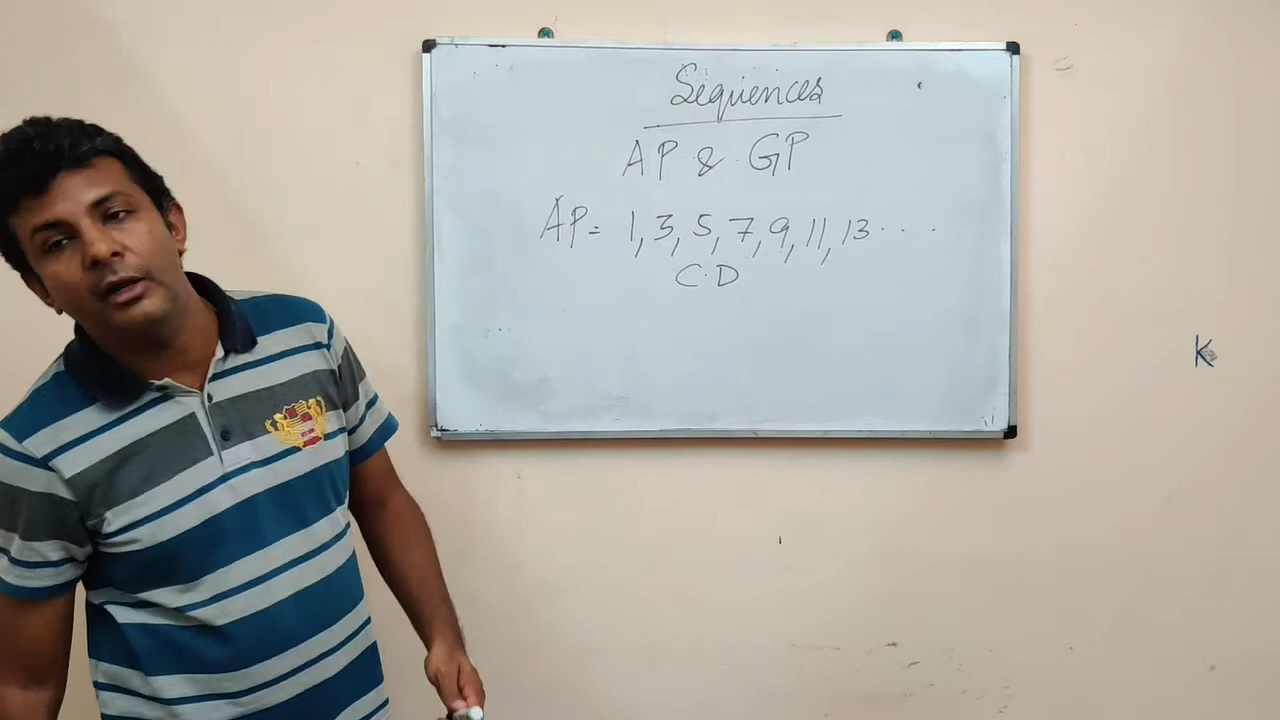 Sequences
AP & GP
AP = 1, 3, 5, 7, 9, 11, 13 ....
C.D
K